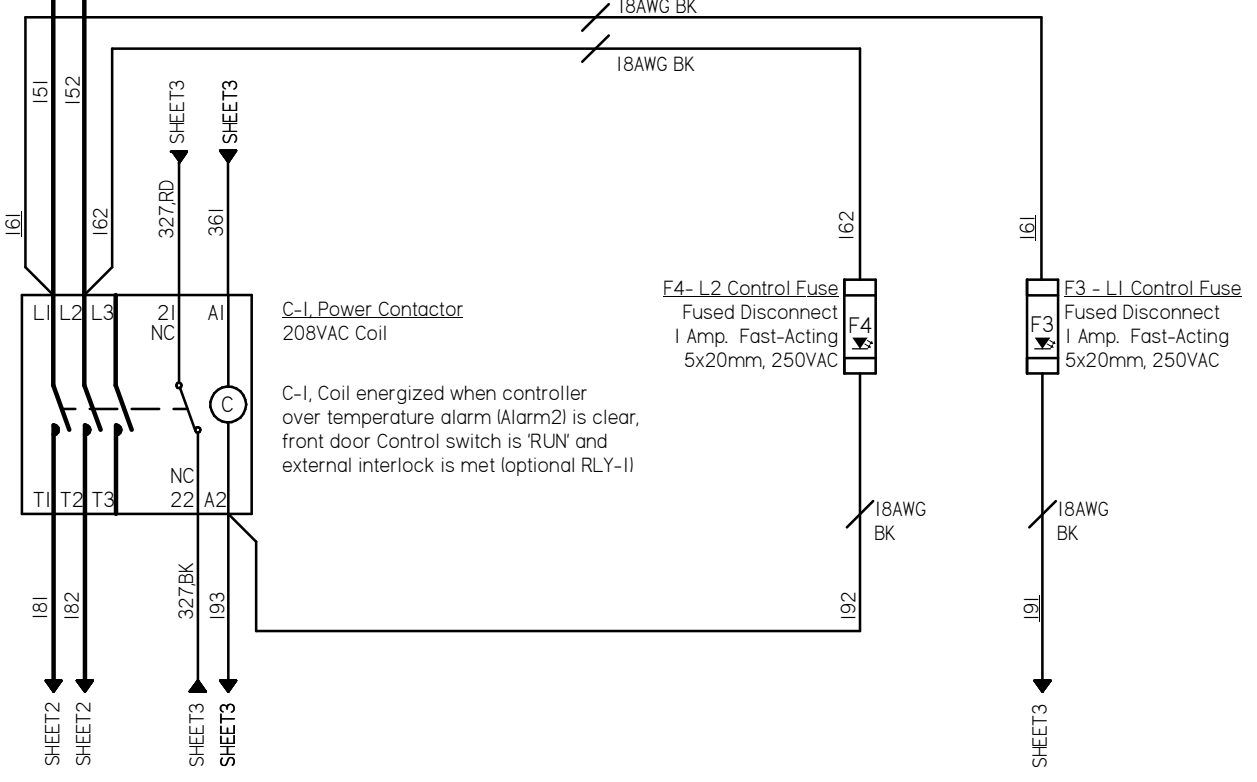 18AWG BK
18AWG BK
151
152
SHEET3
SHEET3
161
162
327,RD
361
162
161
L1 L2 L3
21
NC
A1
C-1, Power Contactor
208VAC Coil
C
C-1, Coil energized when controller
over temperature alarm (Alarm2) is clear,
front door Control switch is 'RUN' and
external interlock is met (optional RLY-1)
F4- L2 Control Fuse
Fused Disconnect
1 Amp. Fast-Acting
5x20mm, 250VAC
F4
F3
F3 - L1 Control Fuse
Fused Disconnect
1 Amp. Fast-Acting
5x20mm, 250VAC
T1 T2 T3
NC
22
A2
18AWG
BK
18AWG
BK
181
182
327,BK
193
192
191
SHEET2
SHEET2
SHEET3
SHEET3
SHEET3